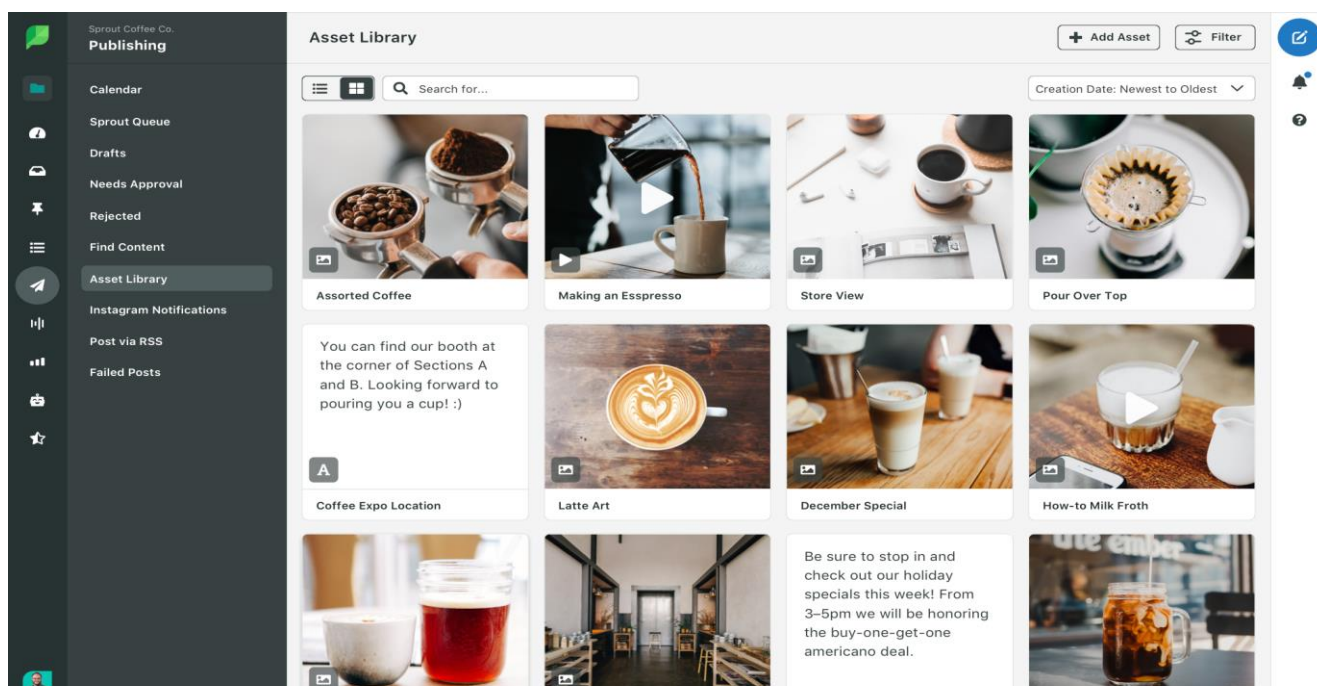 Sprout Coffee Co.
Publishing
Calendar
Sprout Queue
Drafts
Needs Approval
Rejected
Find Content
Asset Library
Instagram Notifications
Post via RSS
Failed Posts
Asset Library
Add Asset
Filter
Search for...
Creation Date: Newest to Oldest
Assorted Coffee
Making an Esspresso
Store View
Pour Over Top
You can find our booth at
the corner of Sections A
and B. Looking forward to
pouring you a cup! :)
A
Coffee Expo Location
Latte Art
December Special
How-to Milk Froth
Be sure to stop in and
check out our holiday
specials this week! From
3–5pm we will be honoring
the buy-one-get-one
americano deal.